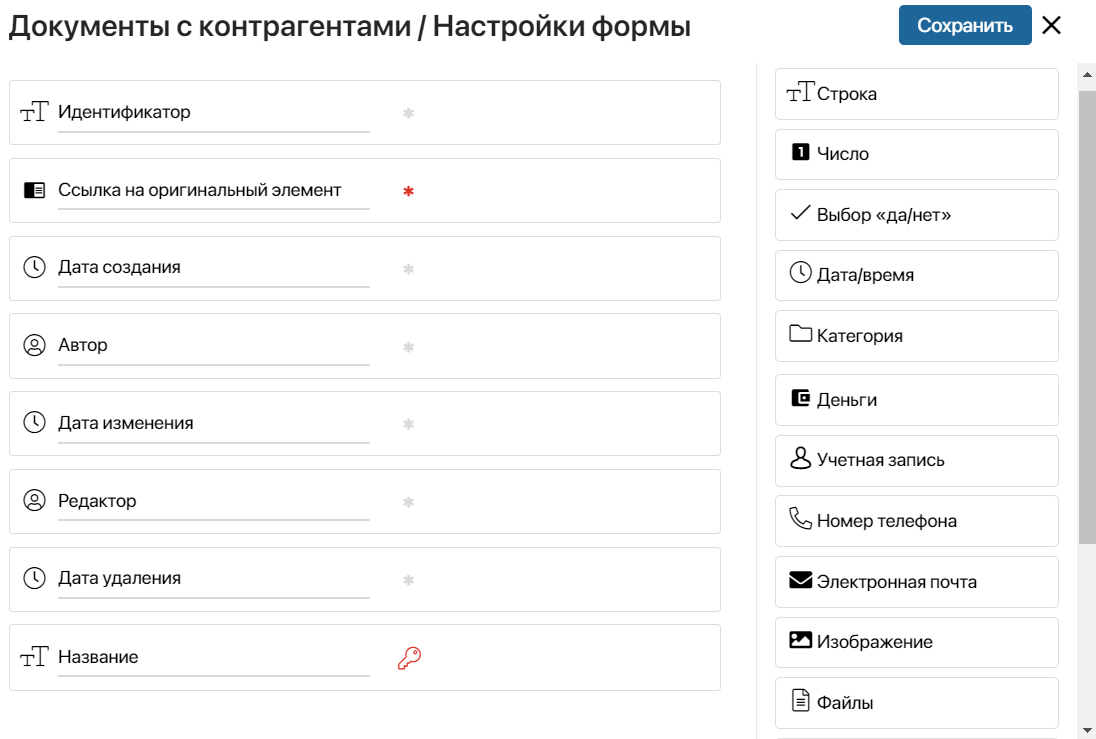 Документы с контрагентами / Настройки формы
Сохранить
Идентификатор
Ссылка на оригинальный элемент
Дата создания
Автор
Дата изменения
Редактор
Дата удаления
Название
Строка
Число
Выбор «да/нет»
Дата/время
Категория
Деньги
Учетная запись
Номер телефона
Электронная почта
Изображение
Файлы